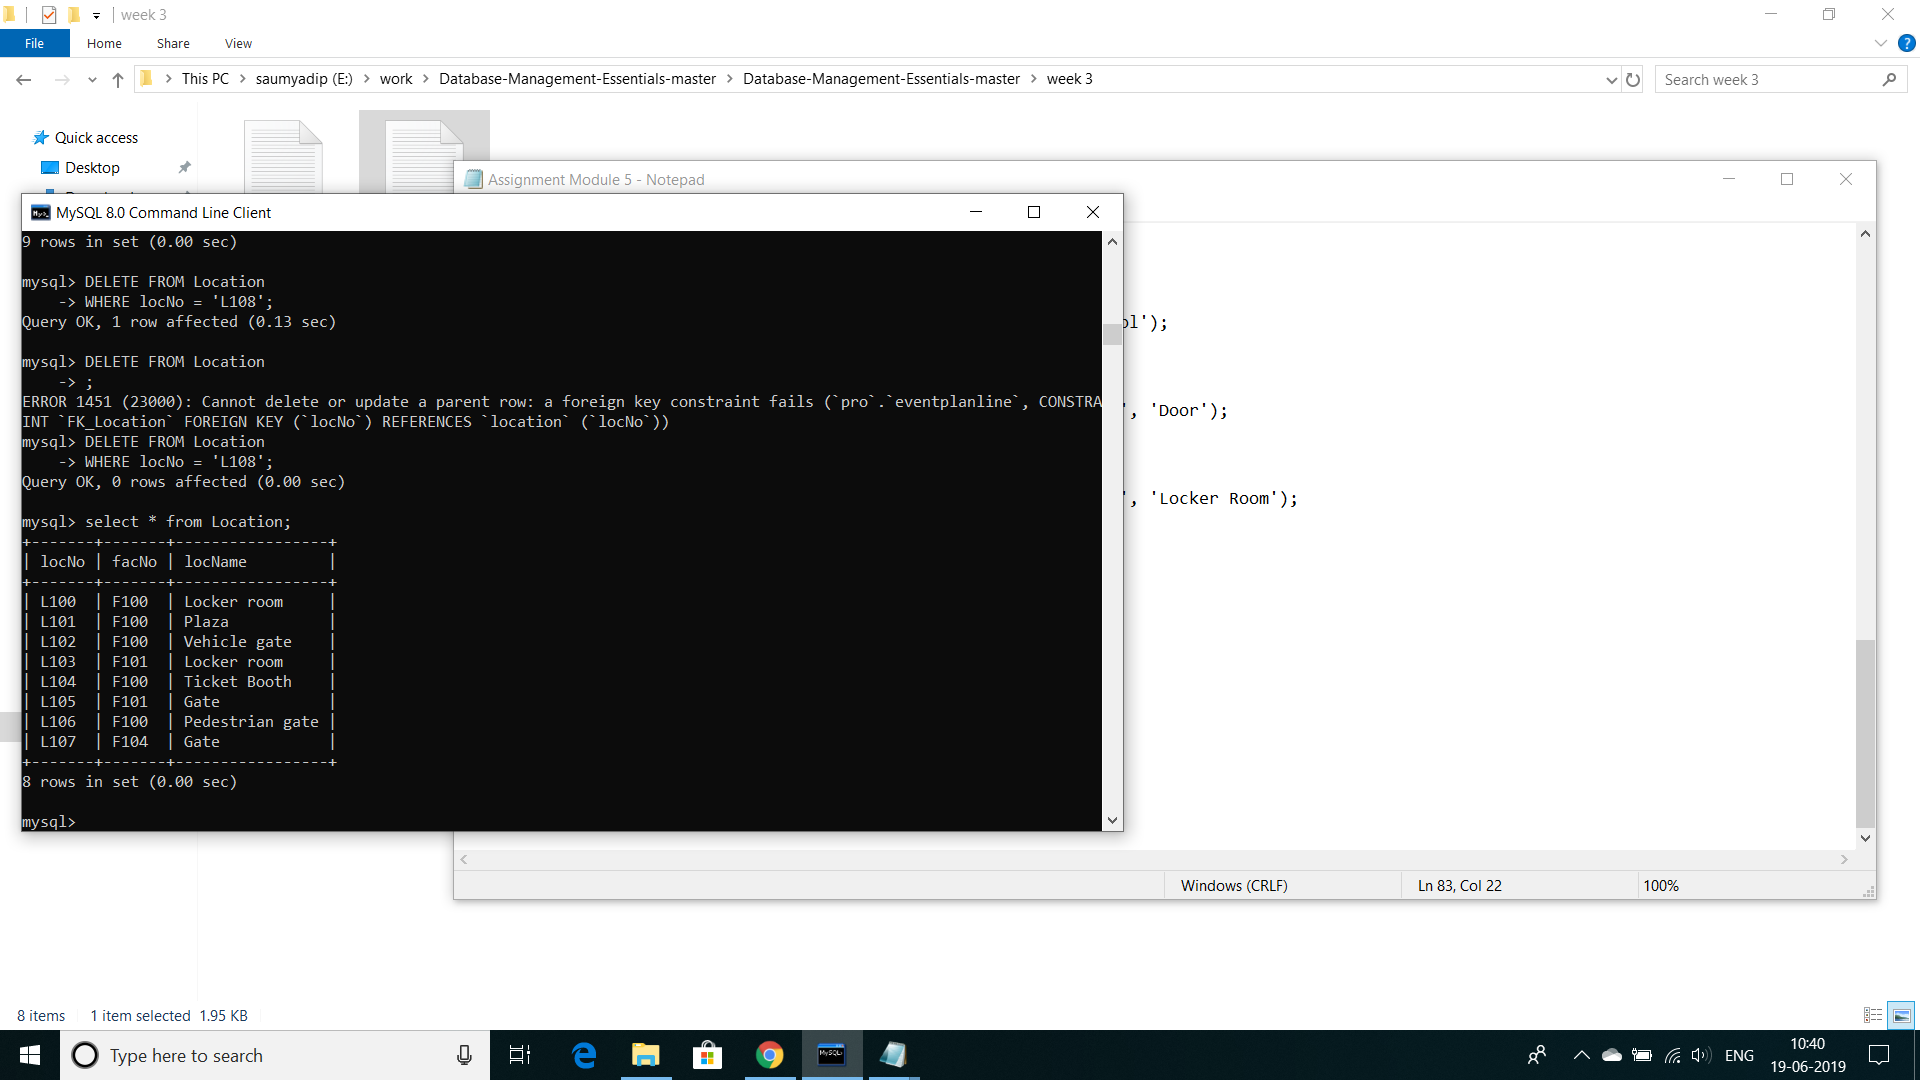 week 3
File
Home
Share
View
This PC
saumyadip (E:)
work
Database-Management-Essentials-master
Database-Management-Essentials-master
week 3
Search week 3
Quick access
Desktop
Assignment Module 5 - Notepad
ol');
', 'Door');
', 'Locker Room');
Windows (CRLF)
Ln 83, Col 22
100%
MySQL 8.0 Command Line Client
9 rows in set (0.00 sec)
mysql> DELETE FROM Location
    -> WHERE locNo = 'L108';
Query OK, 1 row affected (0.13 sec)
mysql> DELETE FROM Location
    -> ;
ERROR 1451 (23000): Cannot delete or update a parent row: a foreign key constraint fails (`pro`.`eventplanline`, CONSTRA
INT `FK_Location` FOREIGN KEY (`locNo`) REFERENCES `location` (`locNo`))
mysql> DELETE FROM Location
    -> WHERE locNo = 'L108';
Query OK, 0 rows affected (0.00 sec)
mysql> select * from Location;
+-------+-------+-----------------+
| locNo | facNo | locName         |
+-------+-------+-----------------+
| L100  | F100  | Locker room     |
| L101  | F100  | Plaza           |
| L102  | F100  | Vehicle gate    |
| L103  | F101  | Locker room     |
| L104  | F100  | Ticket Booth    |
| L105  | F101  | Gate            |
| L106  | F100  | Pedestrian gate |
| L107  | F104  | Gate            |
+-------+-------+-----------------+
8 rows in set (0.00 sec)
mysql>
8 items
1 item selected 1.95 KB
Type here to search
ENG
10:40
19-06-2019